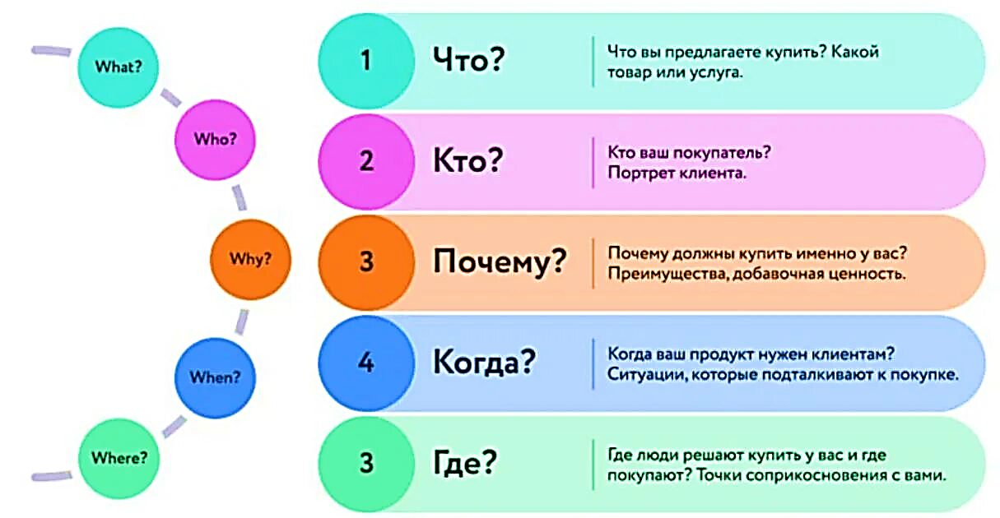 What?
Who?
Why?
When?
Where?
1
Что?
Что вы предлагаете купить? Какой
товар или услуга.
2
Кто?
Кто ваш покупатель?
Портрет клиента.
3
Почему?
Почему должны купить именно у вас?
Преимущества, добавочная ценность.
4
Когда?
Когда ваш продукт нужен клиентам?
Ситуации, которые подталкивают к покупке.
3
Где?
Где люди решают купить у вас и где
покупают? Точки соприкосновения с вами.